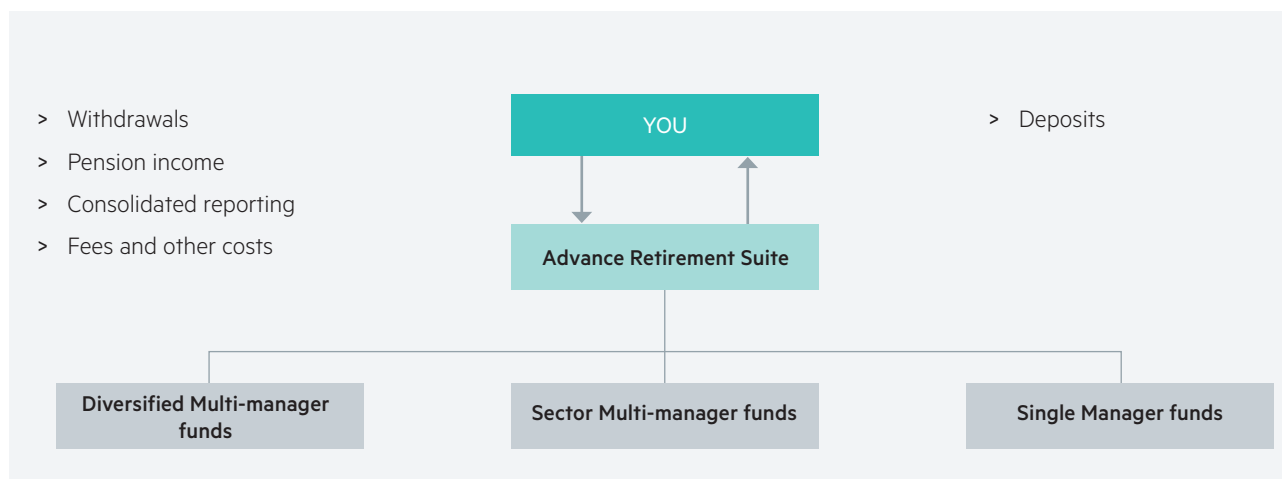 > Withdrawals
> Pension income
> Consolidated reporting
> Fees and other costs
YOU
> Deposits
Advance Retirement Suite
Diversified Multi-manager
funds
Sector Multi-manager funds
Single Manager funds